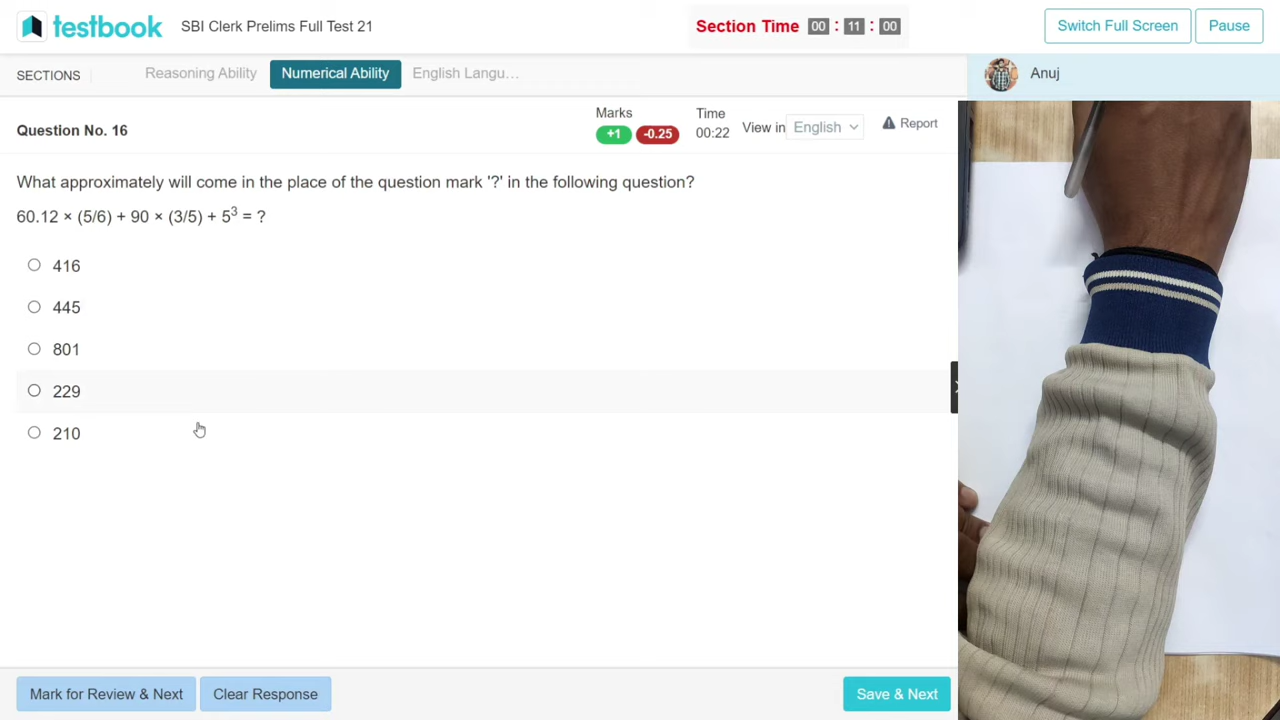 testbook
SBI Clerk Prelims Full Test 21
Section Time 00 : 11 : 00
Switch Full Screen
Pause
SECTIONS
Reasoning Ability
Numerical Ability
English Langu...
Anuj
Question No. 16
Marks
+1 -0.25
Time
00:22
View in English
Report
What approximately will come in the place of the question mark '?' in the following question?
60.12 × (5/6) + 90 × (3/5) + 5³ = ?
416
445
801
229
210
Mark for Review & Next
Clear Response
Save & Next